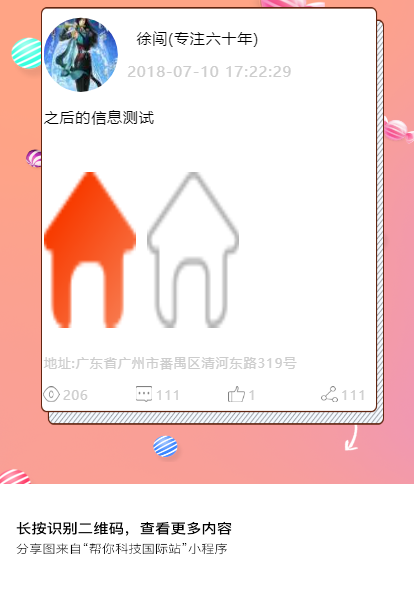 徐闯(专注六十年)
2018-07-10 17:22:29
之后的信息测试
地址:广东省广州市番禺区清河东路319号
206 111 1 111
长按识别二维码，查看更多内容
分享图来自“帮你科技国际站”小程序